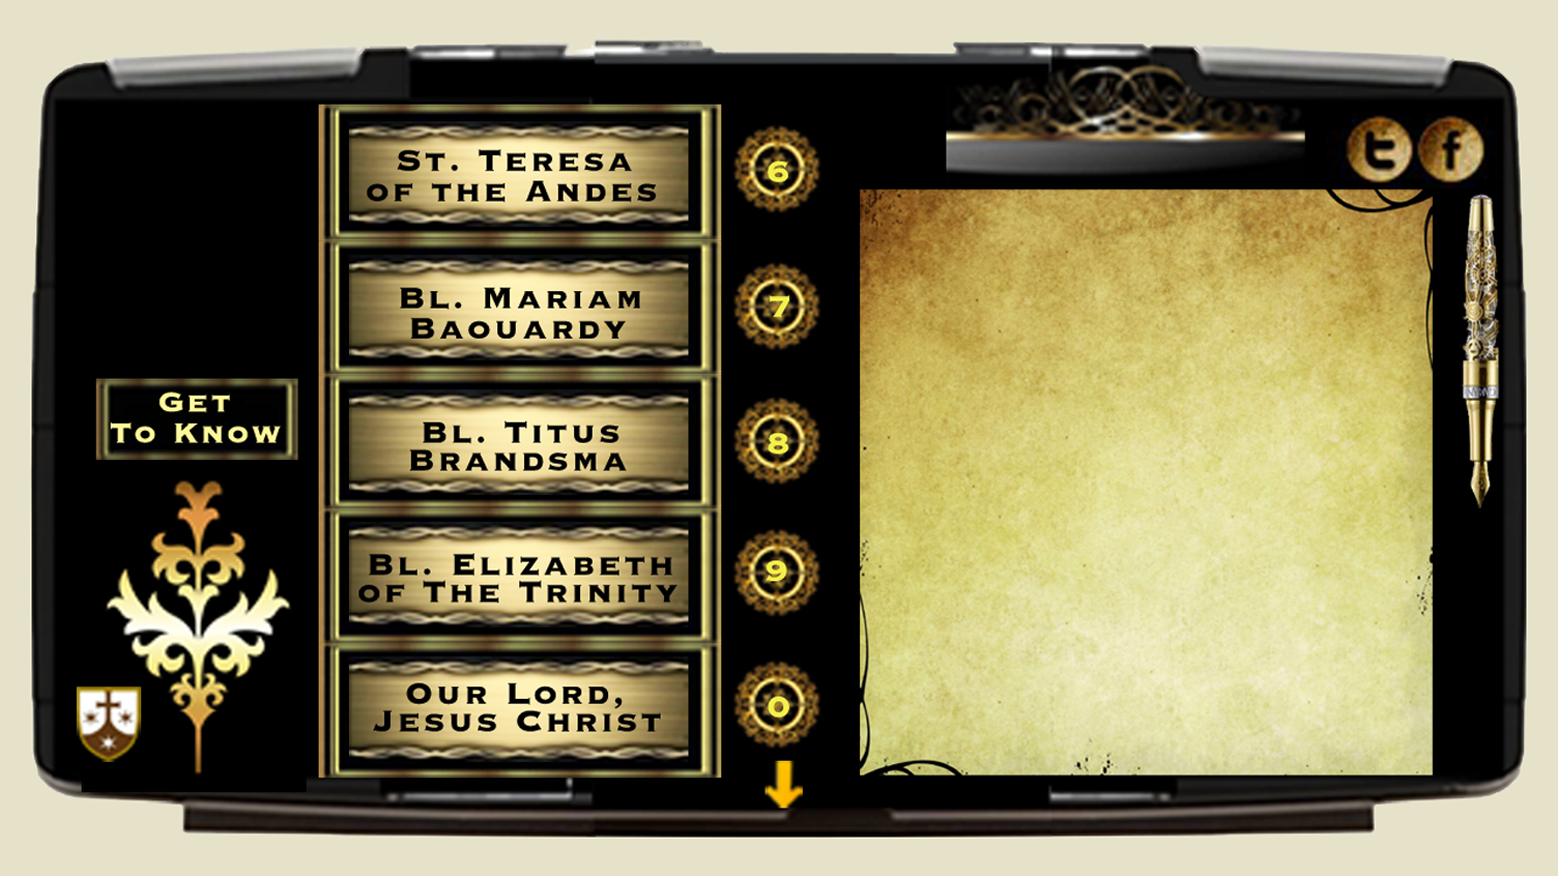 St. Teresa
of the Andes
6
Bl. Mariam
Baouardy
7
Get
To Know
Bl. Titus
Brandsma
8
Bl. Elizabeth
of The Trinity
9
Our Lord,
Jesus Christ
0
t
f